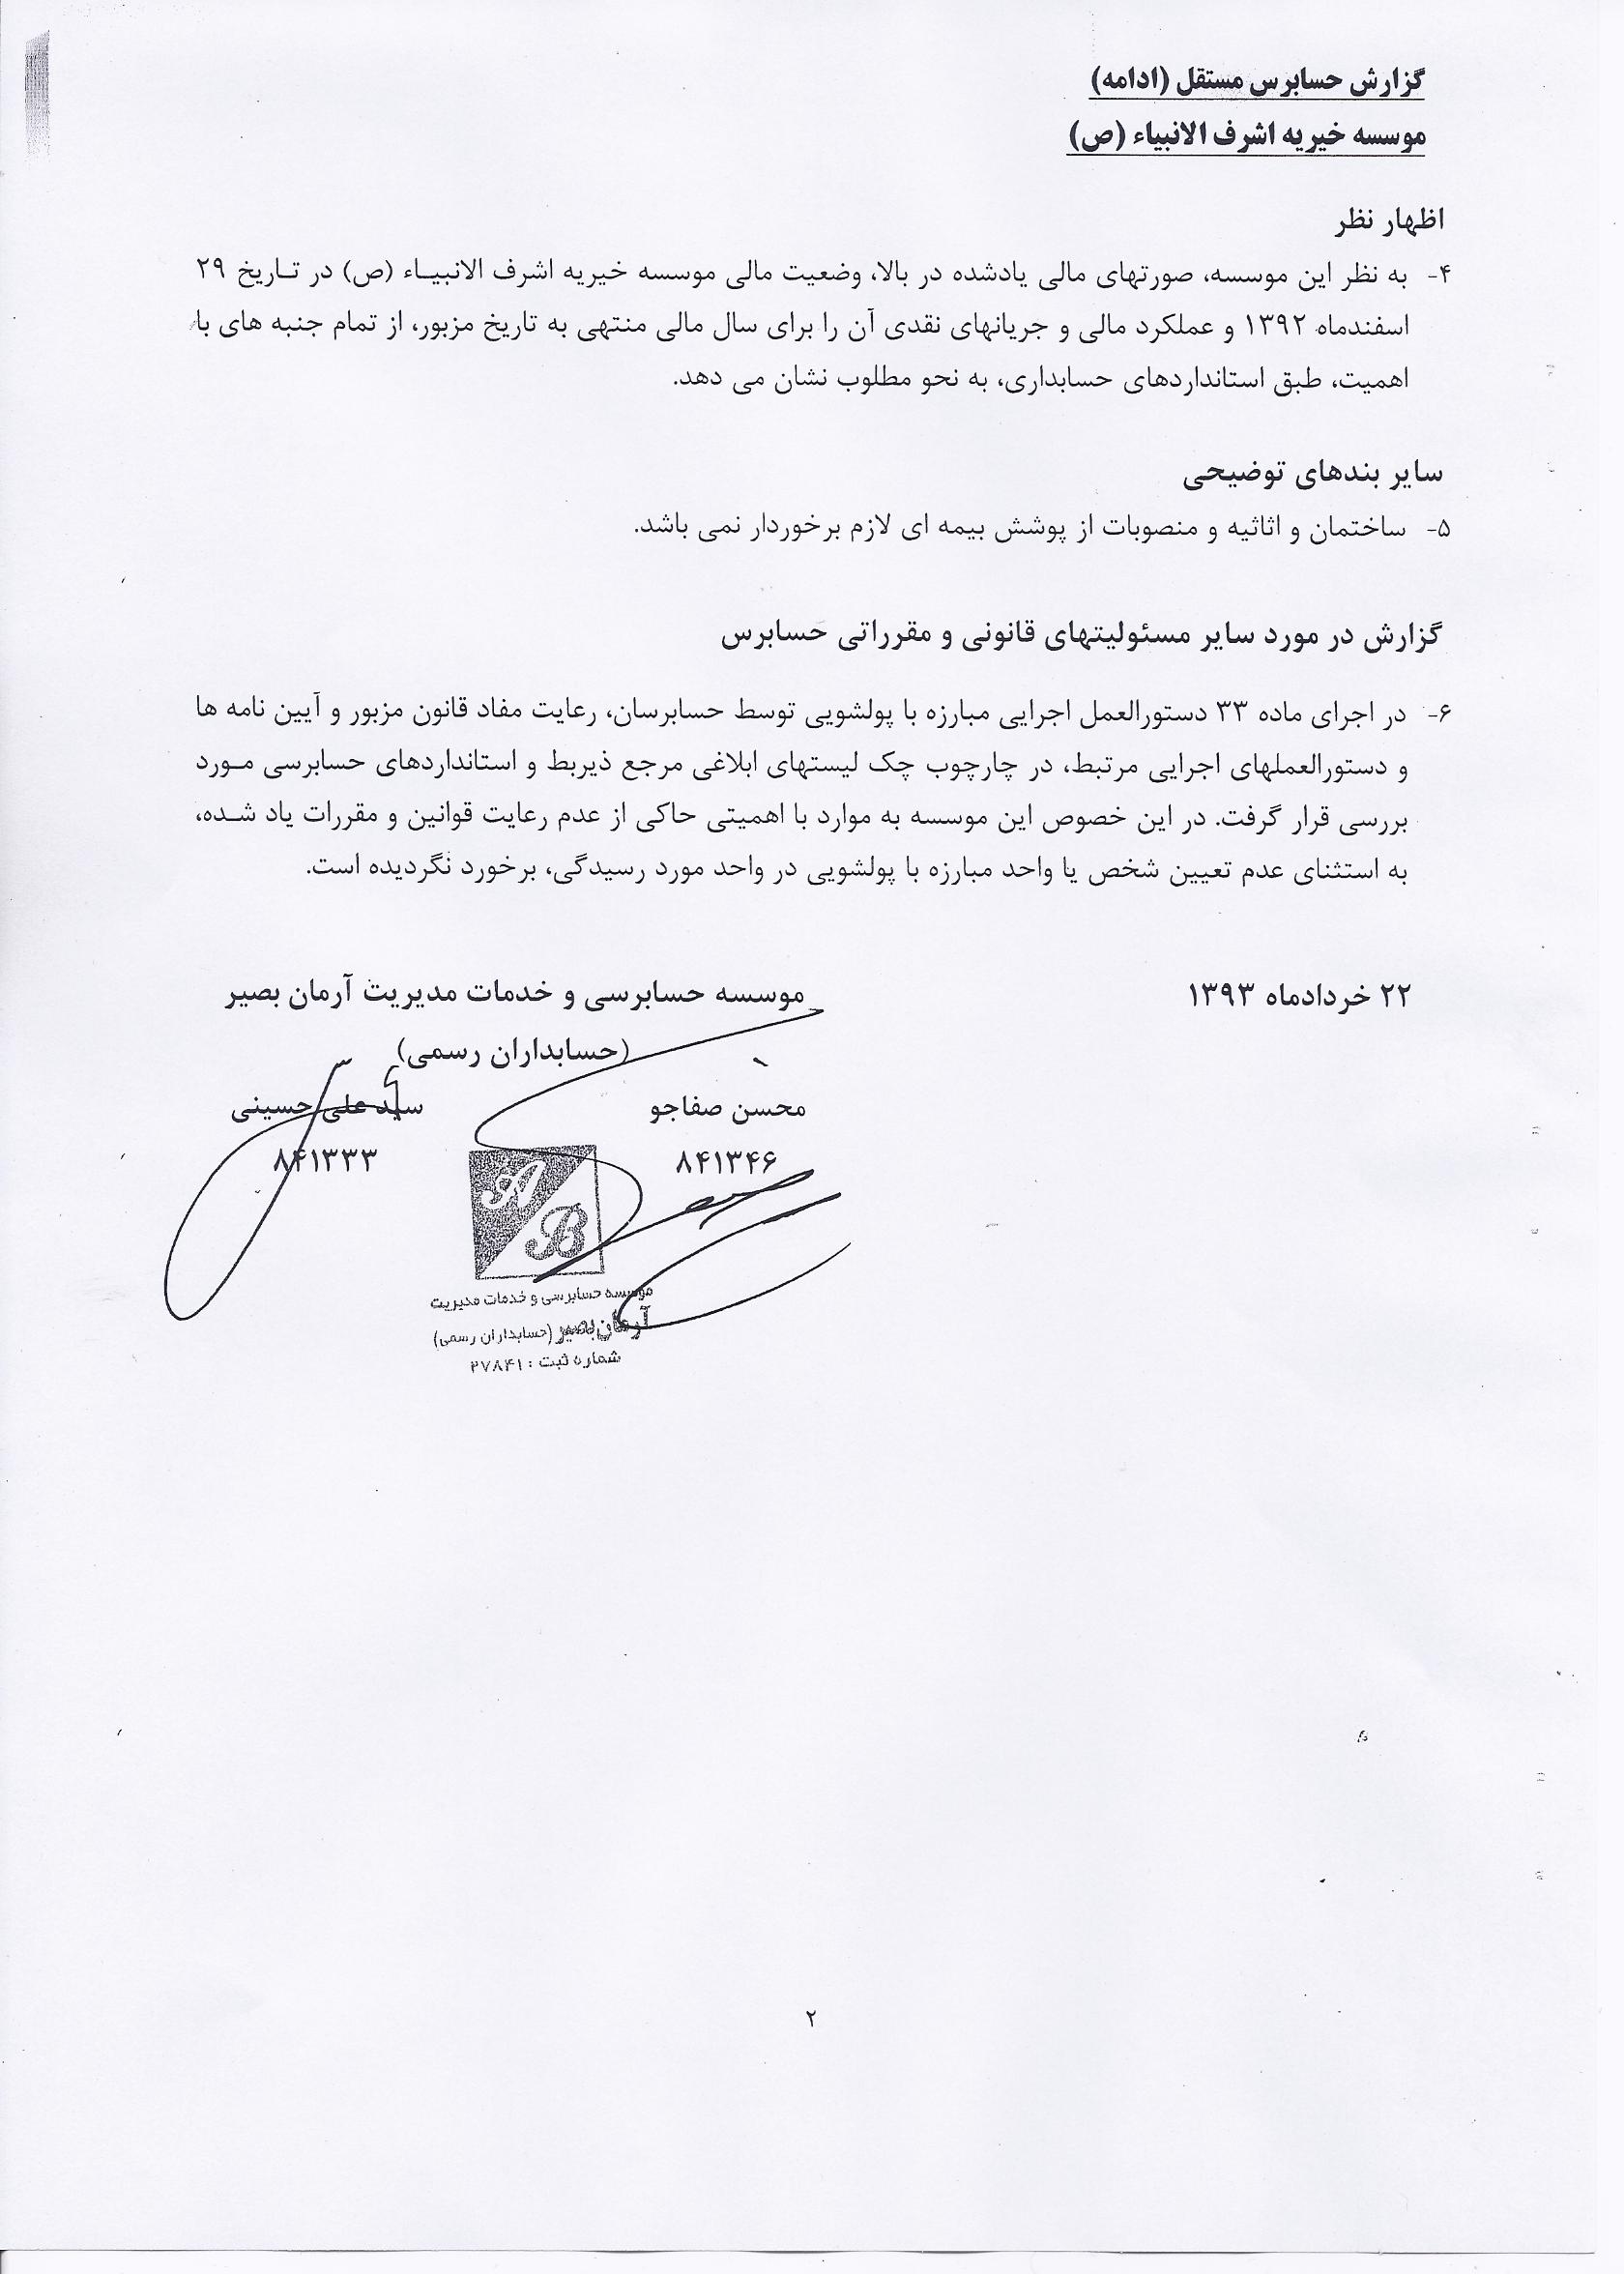 گزارش حسابرس مستقل (ادامه)
موسسه خیریه اشرف الانبیاء (ص)
اظهار نظر
۴- به نظر این موسسه، صورتهای مالی یادشده در بالا، وضعیت مالی موسسه خیریه اشرف الانبیاء (ص) در تاریخ ۲۹
اسفندماه ۱۳۹۲ و عملکرد مالی و جریانهای نقدی آن را برای سال مالی منتهی به تاریخ مزبور، از تمام جنبه های با
اهمیت، طبق استانداردهای حسابداری، به نحو مطلوب نشان می دهد.
سایر بندهای توضیحی
۵- ساختمان و اثاثیه و منصوبات از پوشش بیمه ای لازم برخوردار نمی باشد.
گزارش در مورد سایر مسئولیتهای قانونی و مقرراتی حسابرس
۶- در اجرای ماده ۳۳ دستورالعمل اجرایی مبارزه با پولشویی توسط حسابرسان، رعایت مفاد قانون مزبور و آیین نامه ها
و دستورالعملهای اجرایی مرتبط، در چارچوب چک لیستهای ابلاغی مرجع ذیربط و استانداردهای حسابرسی مورد
بررسی قرار گرفت. در این خصوص این موسسه به موارد با اهمیتی حاکی از عدم رعایت قوانین و مقررات یاد شده،
به استثنای عدم تعیین شخص یا واحد مبارزه با پولشویی در واحد مورد رسیدگی، برخورد نگردیده است.
۲۲ خردادماه ۱۳۹۳
موسسه حسابرسی و خدمات مدیریت آرمان بصیر
(حسابداران رسمی)
محسن صفاجو
سید علی حسینی
۸۴۱۳۴۶
۸۴۱۳۳۳
A
B
موسسه حسابرسی و خدمات مدیریت
آرمان بصیر (حسابداران رسمی)
شماره ثبت : ۲۷۸۴۱
۲